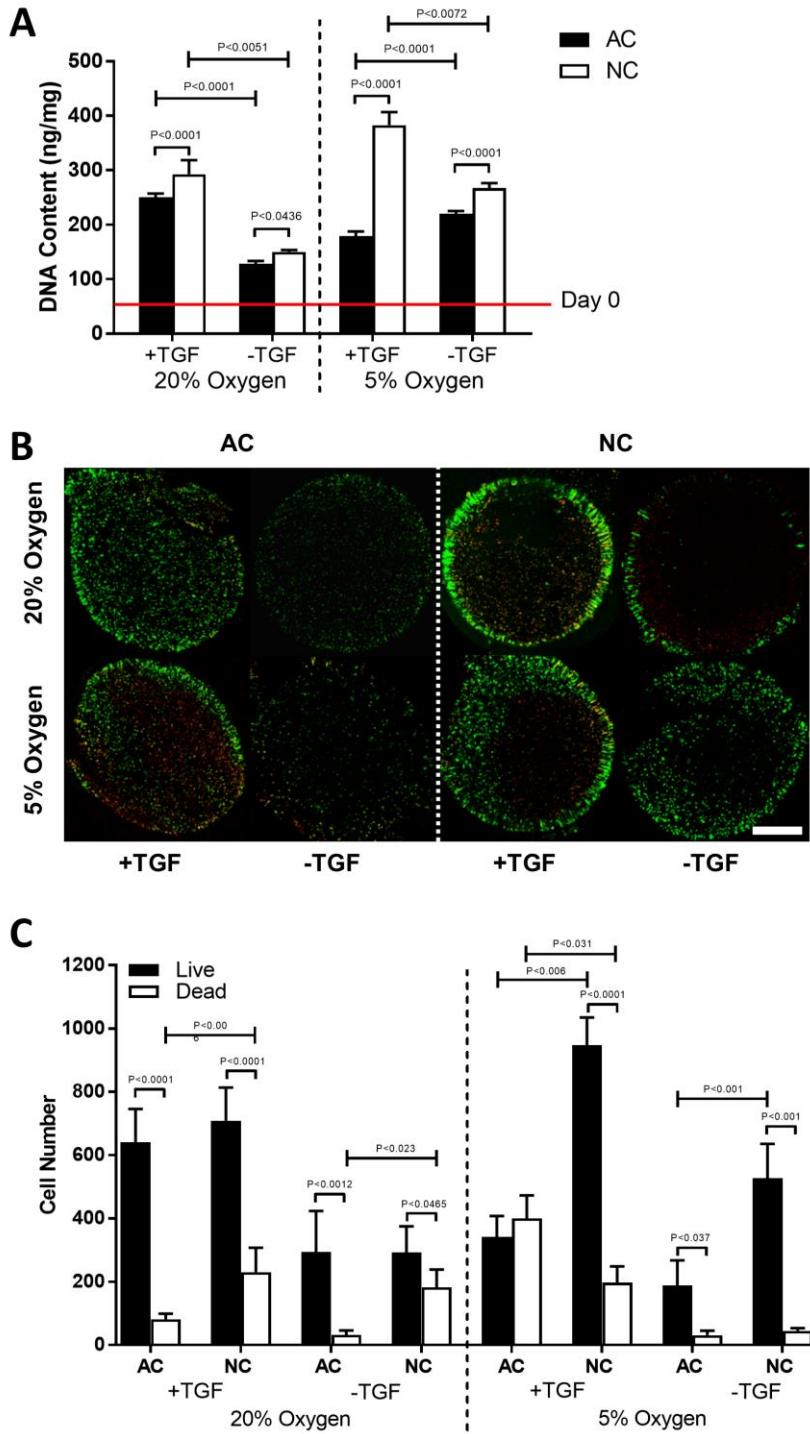 A
P<0.0072
P<0.0051
P<0.0001
AC
NC
P<0.0001
P<0.0001
P<0.0001
P<0.0001
P<0.0436
DNA Content (ng/mg)
500
400
300
200
100
0
Day 0
+TGF
-TGF
+TGF
-TGF
20% Oxygen
5% Oxygen
B
AC
NC
20% Oxygen
5% Oxygen
+TGF
-TGF
+TGF
-TGF
C
Live
Dead
P<0.031
P<0.006
P<0.0001
P<0.00
6
P<0.0001
P<0.0001
P<0.001
P<0.001
P<0.023
P<0.0012
P<0.0465
P<0.037
Cell Number
1200
1000
800
600
400
200
0
AC
NC
AC
NC
AC
NC
AC
NC
+TGF
-TGF
+TGF
-TGF
20% Oxygen
5% Oxygen